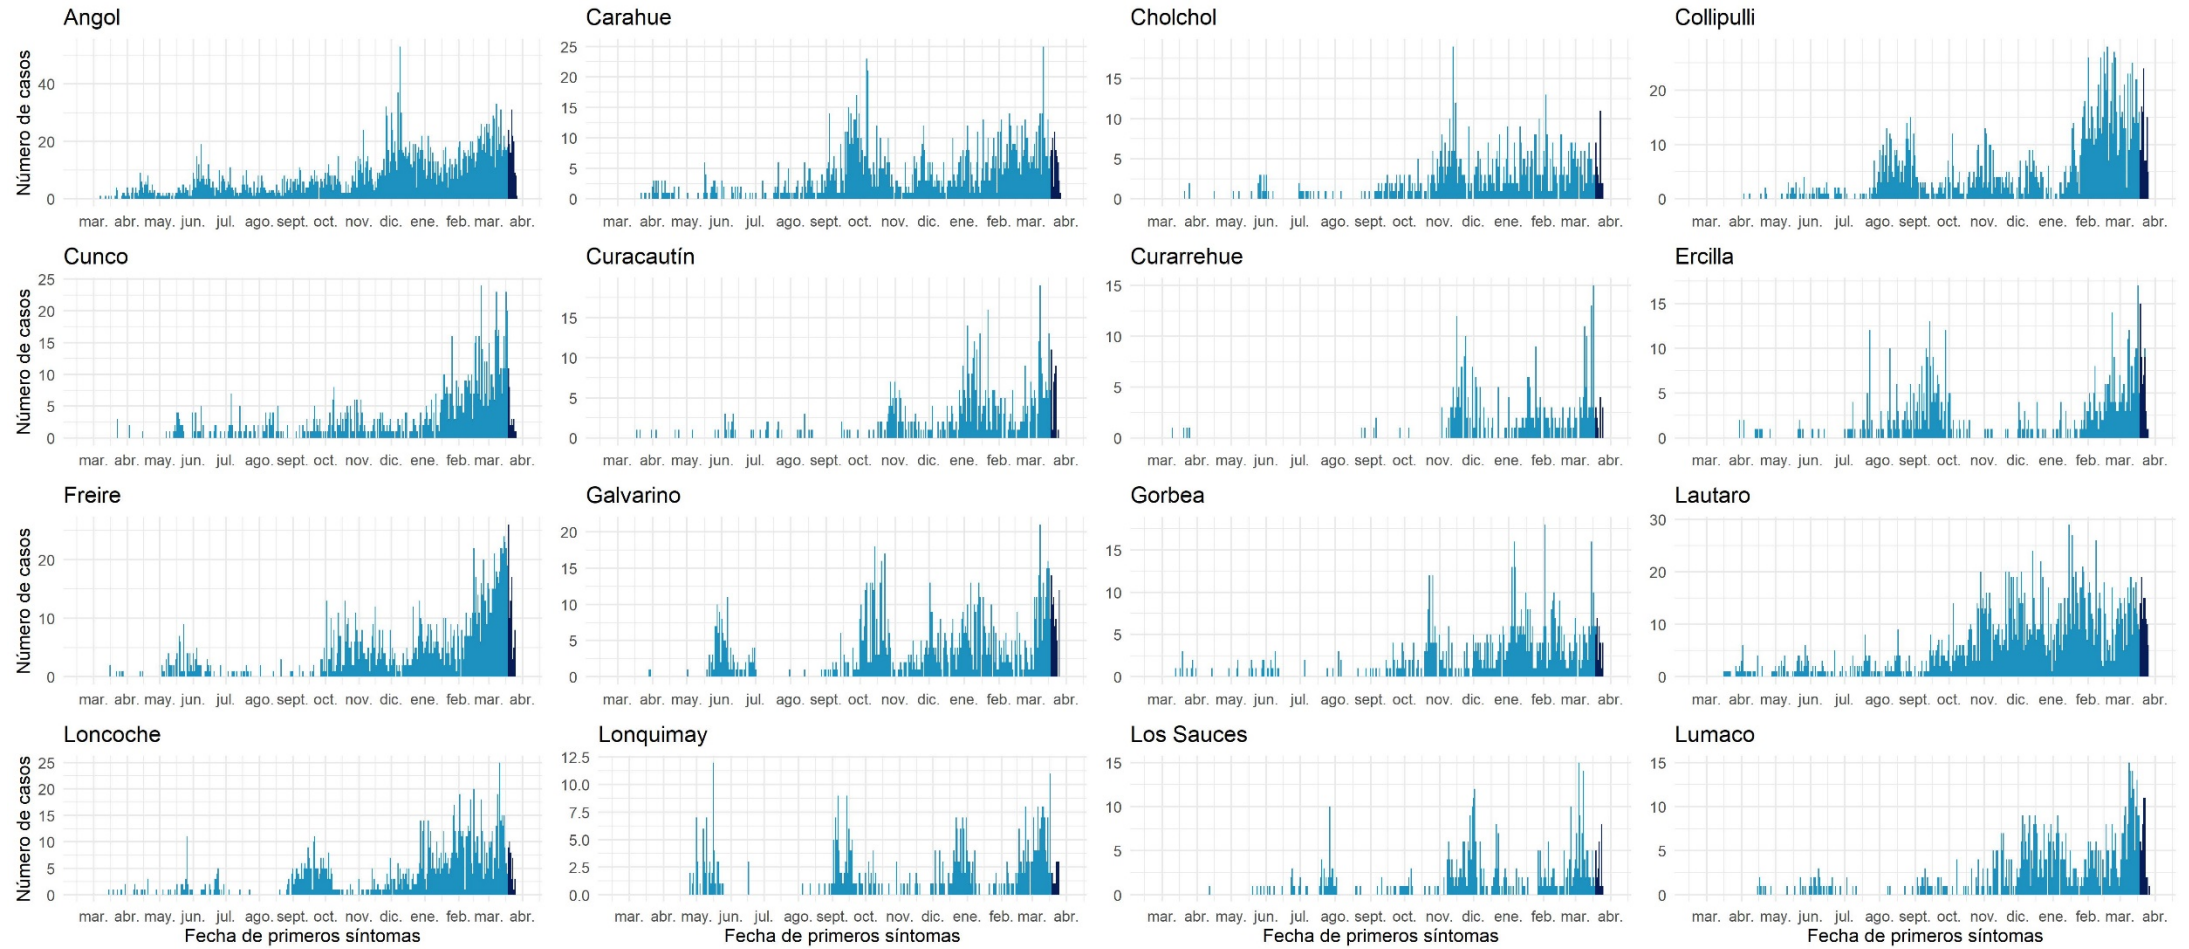 Angol
Carahue
Cholchol
Collipulli
Número de casos
40
20
0
25
20
15
10
5
0
15
10
5
0
20
10
0
mar. abr. may. jun. jul. ago. sept. oct. nov. dic. ene. feb. mar. abr.
mar. abr. may. jun. jul. ago. sept. oct. nov. dic. ene. feb. mar. abr.
mar. abr. may. jun. jul. ago. sept. oct. nov. dic. ene. feb. mar. abr.
mar. abr. may. jun. jul. ago. sept. oct. nov. dic. ene. feb. mar. abr.
Cunco
Curacautín
Curarrehue
Ercilla
Número de casos
25
20
15
10
5
0
15
10
5
0
15
10
5
0
15
10
5
0
mar. abr. may. jun. jul. ago. sept. oct. nov. dic. ene. feb. mar. abr.
mar. abr. may. jun. jul. ago. sept. oct. nov. dic. ene. feb. mar. abr.
mar. abr. may. jun. jul. ago. sept. oct. nov. dic. ene. feb. mar. abr.
mar. abr. may. jun. jul. ago. sept. oct. nov. dic. ene. feb. mar. abr.
Freire
Galvarino
Gorbea
Lautaro
Número de casos
20
10
0
20
15
10
5
0
15
10
5
0
30
20
10
0
mar. abr. may. jun. jul. ago. sept. oct. nov. dic. ene. feb. mar. abr.
mar. abr. may. jun. jul. ago. sept. oct. nov. dic. ene. feb. mar. abr.
mar. abr. may. jun. jul. ago. sept. oct. nov. dic. ene. feb. mar. abr.
mar. abr. may. jun. jul. ago. sept. oct. nov. dic. ene. feb. mar. abr.
Loncoche
Lonquimay
Los Sauces
Lumaco
Número de casos
25
20
15
10
5
0
12.5
10.0
7.5
5.0
2.5
0.0
15
10
5
0
15
10
5
0
mar. abr. may. jun. jul. ago. sept. oct. nov. dic. ene. feb. mar. abr.
mar. abr. may. jun. jul. ago. sept. oct. nov. dic. ene. feb. mar. abr.
mar. abr. may. jun. jul. ago. sept. oct. nov. dic. ene. feb. mar. abr.
mar. abr. may. jun. jul. ago. sept. oct. nov. dic. ene. feb. mar. abr.
Fecha de primeros síntomas
Fecha de primeros síntomas
Fecha de primeros síntomas
Fecha de primeros síntomas